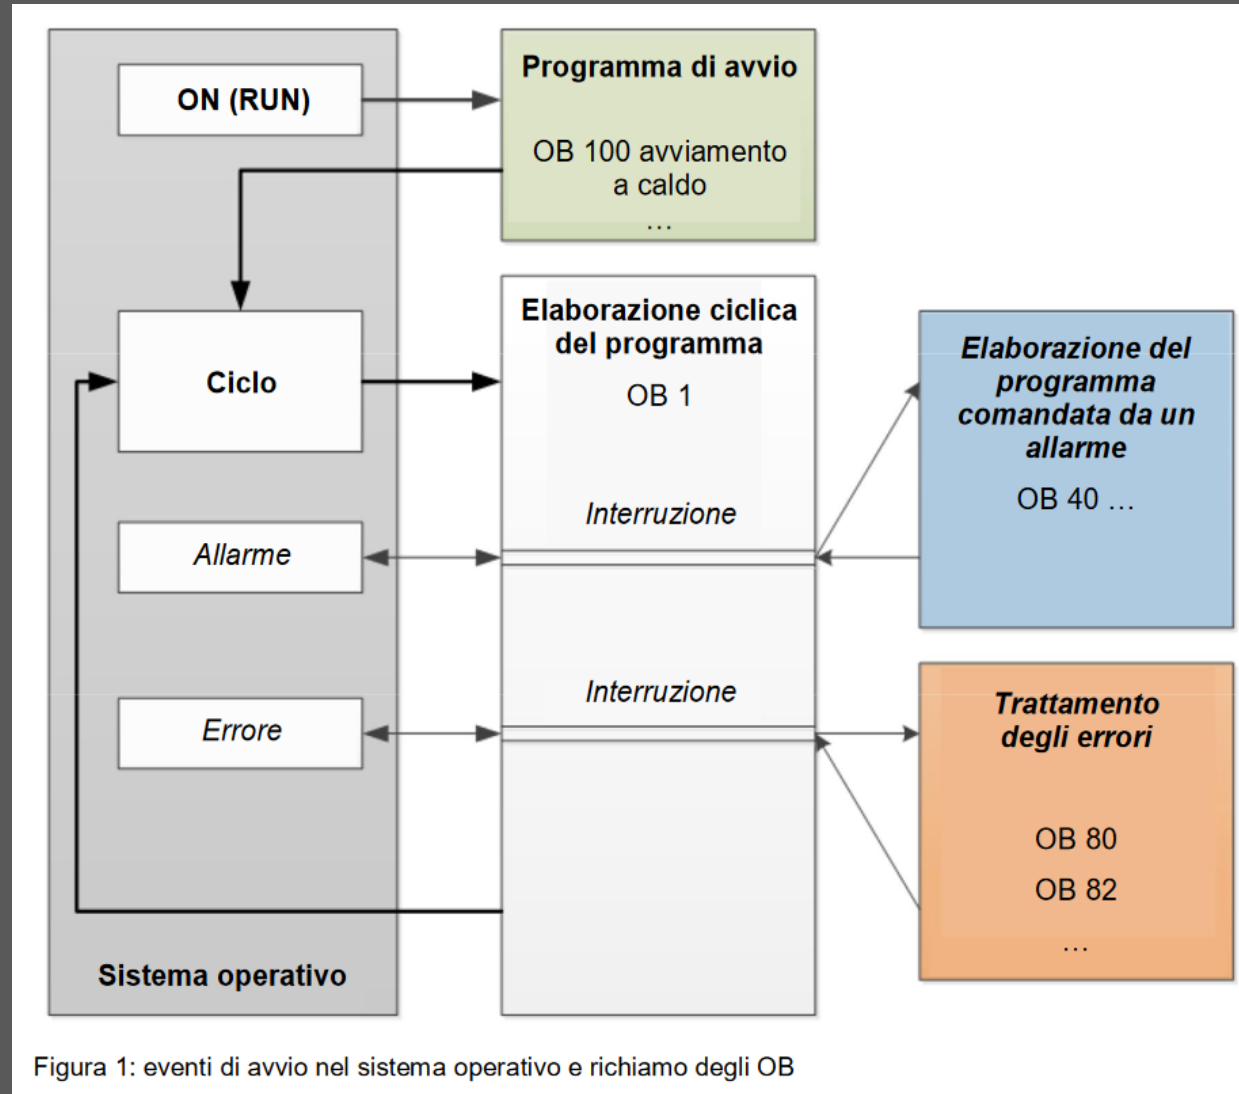 ON (RUN)
Programma di avvio
OB 100 avviamento
a caldo
...
Ciclo
Elaborazione ciclica
del programma
OB 1
Interruzione
Elaborazione del
programma
comandata da un
allarme
OB 40 ...
Allarme
Interruzione
Errore
Trattamento
degli errori
OB 80
OB 82
...
Sistema operativo
Figura 1: eventi di avvio nel sistema operativo e richiamo degli OB